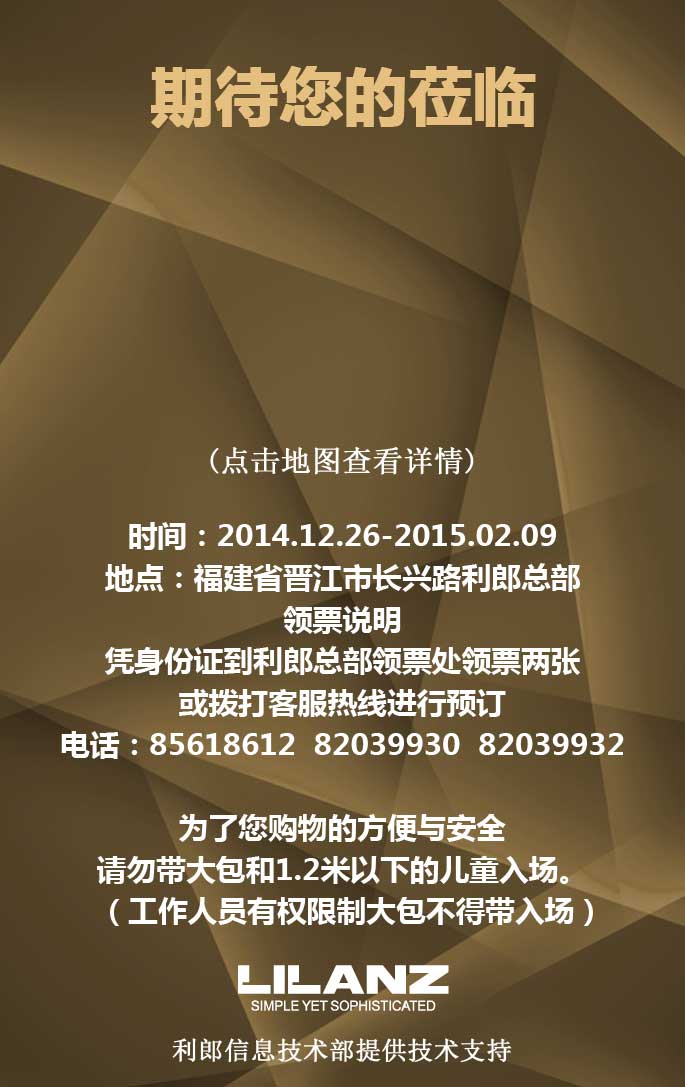 期待您的莅临
(点击地图查看详情)
时间：2014.12.26-2015.02.09
地点：福建省晋江市长兴路利郎总部
领票说明
凭身份证到利郎总部领票处领票两张
或拨打客服热线进行预订
电话：85618612 82039930 82039932
为了您购物的方便与安全
请勿带大包和1.2米以下的儿童入场。
（工作人员有权限制大包不得带入场）
LILANZ
SIMPLE YET SOPHISTICATED
利郎信息技术部提供技术支持